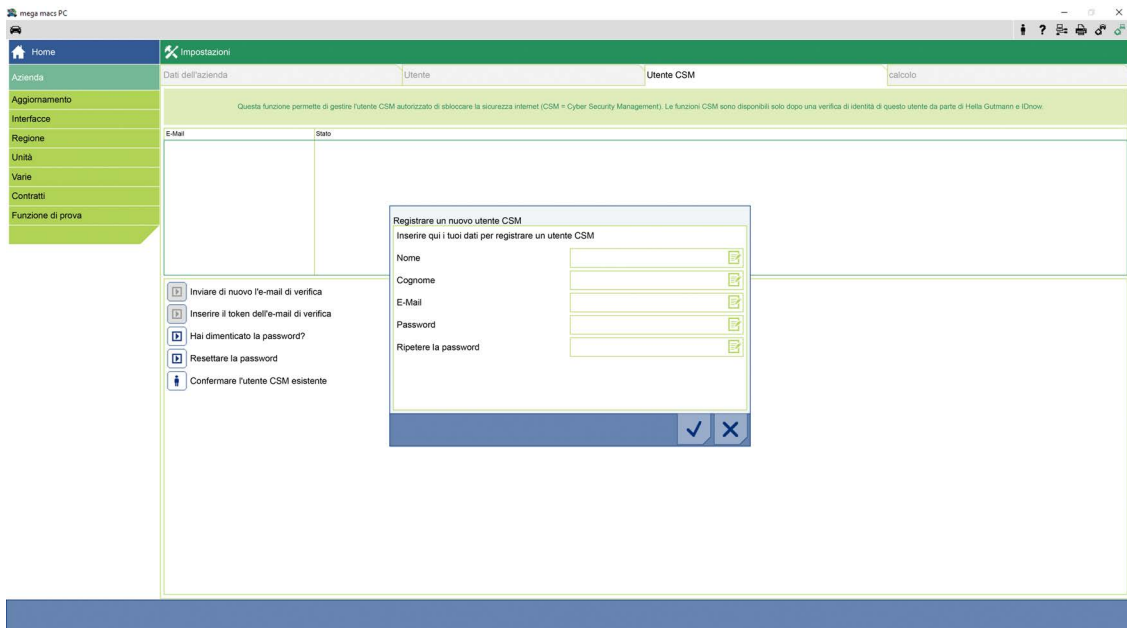 mega macs PC
Home
Impostazioni
Azienda
Dati dell'azienda
Utente
Utente CSM
calcolo
Aggiornamento
Interfacce
Regione
Unità
Varie
Contratti
Funzione di prova
Questa funzione permette di gestire l'utente CSM autorizzato di sbloccare la sicurezza internet (CSM = Cyber Security Management). Le funzioni CSM sono disponibili solo dopo una verifica di identità di questo utente da parte di Hella Gutmann e IDnow.
E-Mail
Stato
Registrare un nuovo utente CSM
Inserire qui i tuoi dati per registrare un utente CSM
Nome
Cognome
E-Mail
Password
Ripetere la password
Inviare di nuovo l'e-mail di verifica
Inserire il token dell'e-mail di verifica
Hai dimenticato la password?
Resettare la password
Confermare l'utente CSM esistente